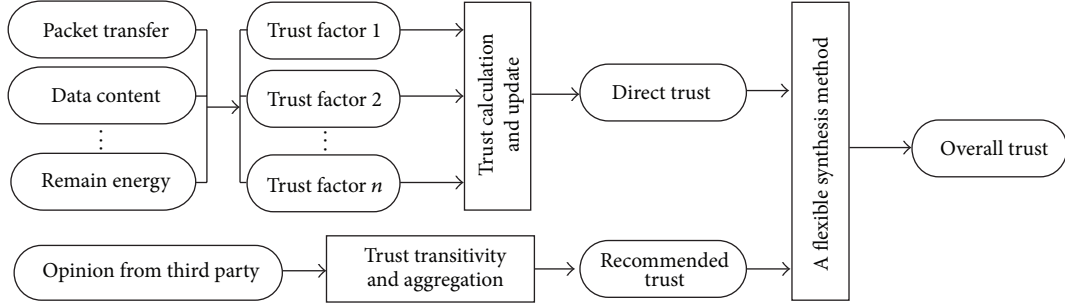 Packet transfer
Data content
⋮
Remain energy
Trust factor 1
Trust factor 2
⋮
Trust factor n
Trust calculation
and update
Direct trust
Opinion from third party
Trust transitivity
and aggregation
Recommended
trust
A flexible synthesis method
Overall trust